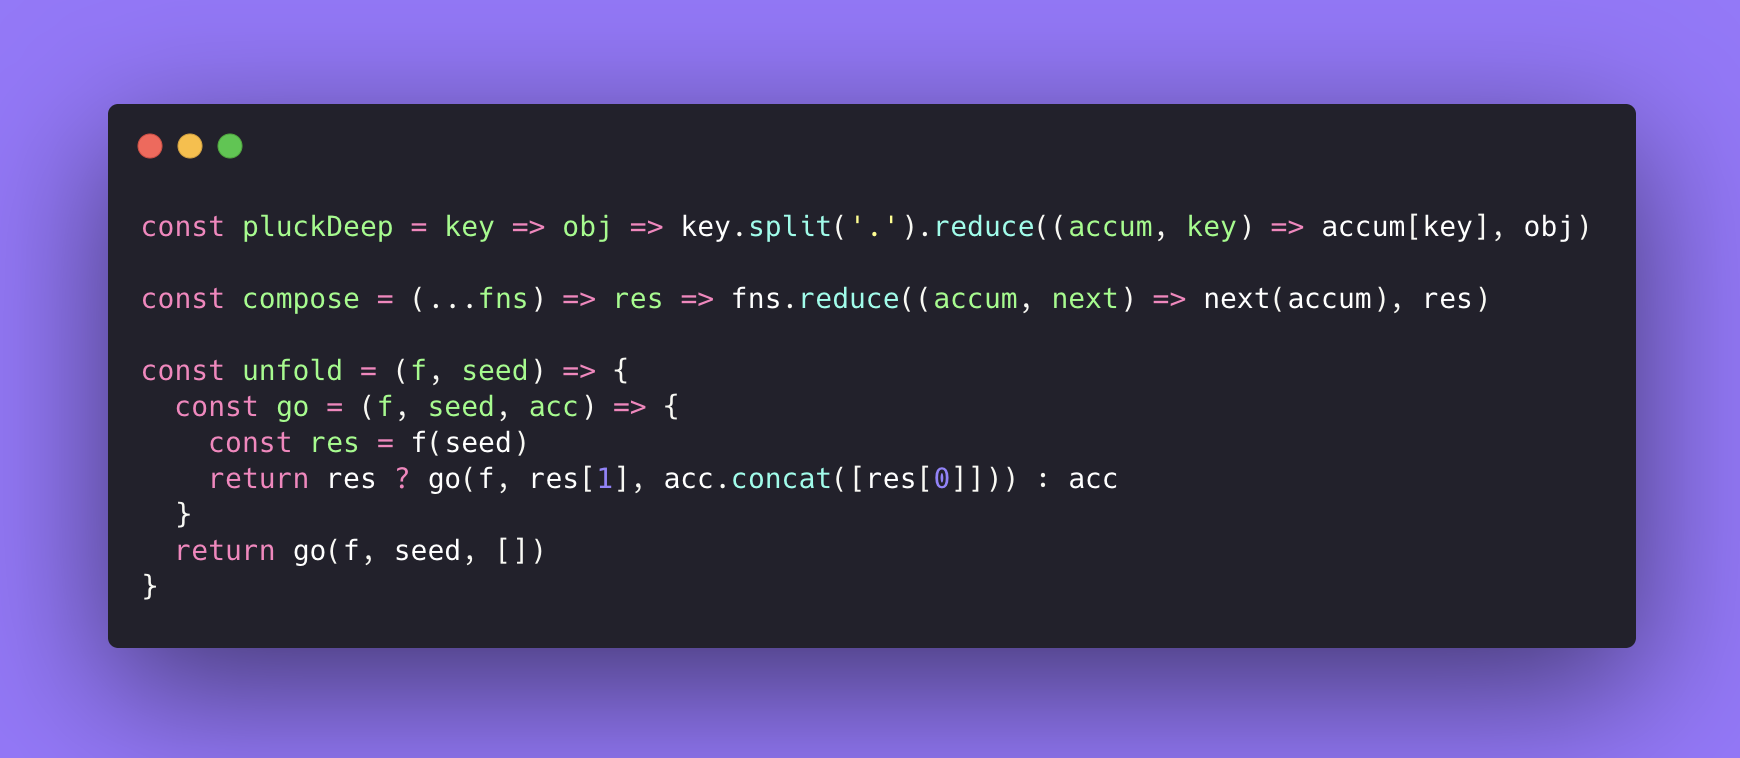 const pluckDeep = key => obj => key.split('.').reduce((accum, key) => accum[key], obj)
const compose = (...fns) => res => fns.reduce((accum, next) => next(accum), res)
const unfold = (f, seed) => {
  const go = (f, seed, acc) => {
    const res = f(seed)
    return res ? go(f, res[1], acc.concat([res[0]])) : acc
  }
  return go(f, seed, [])
}